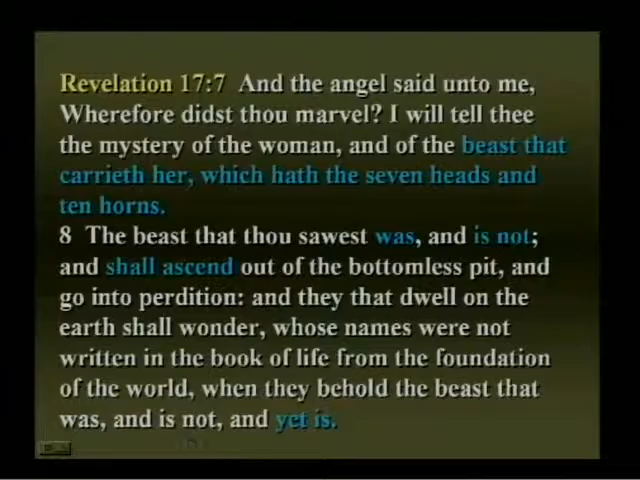 Revelation 17:7 And the angel said unto me,
Wherefore didst thou marvel? I will tell thee
the mystery of the woman, and of the beast that
carrieth her, which hath the seven heads and
ten horns.
8 The beast that thou sawest was, and is not;
and shall ascend out of the bottomless pit, and
go into perdition: and they that dwell on the
earth shall wonder, whose names were not
written in the book of life from the foundation
of the world, when they behold the beast that
was, and is not, and yet is.